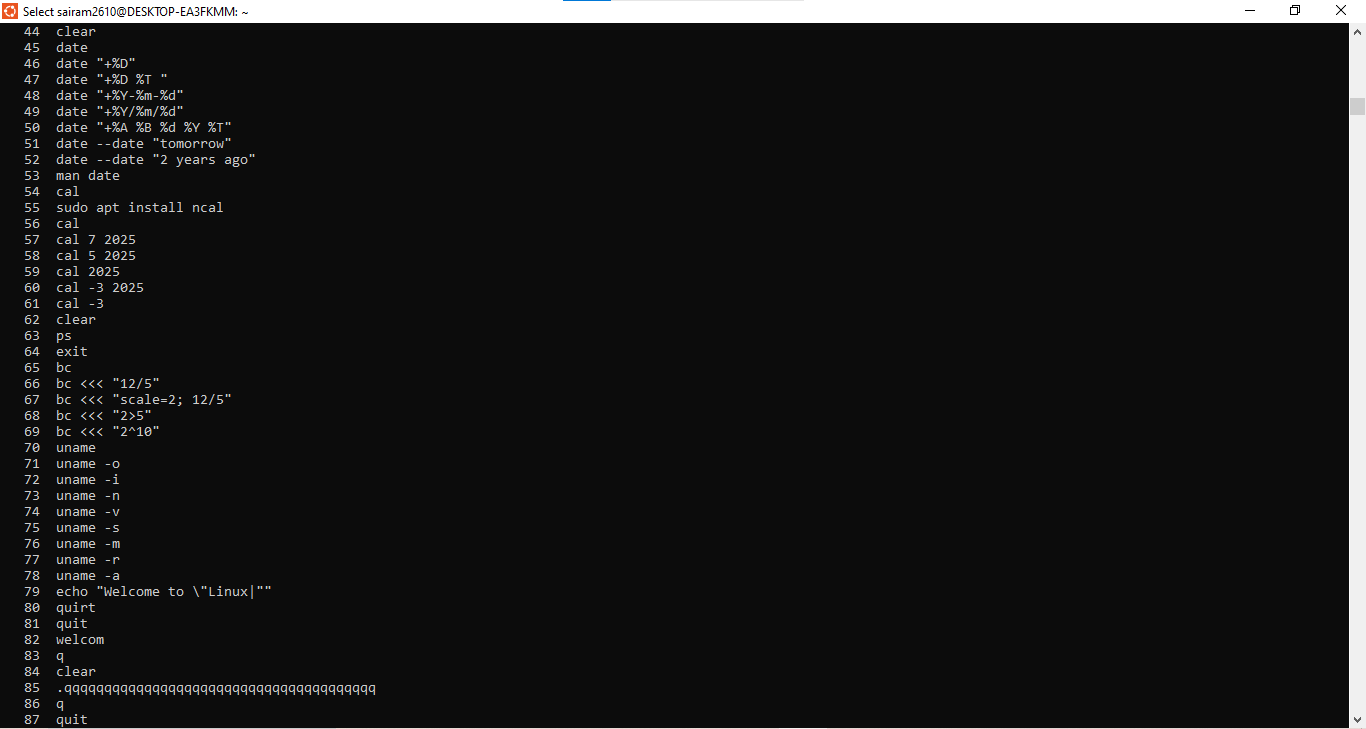 Select sairam2610@DESKTOP-EA3FKMM: ~
44 clear
45 date
46 date "+%D"
47 date "+%D %T "
48 date "+%Y-%m-%d"
49 date "+%Y/%m/%d"
50 date "+%A %B %d %Y %T"
51 date --date "tomorrow"
52 date --date "2 years ago"
53 man date
54 cal
55 sudo apt install ncal
56 cal
57 cal 7 2025
58 cal 5 2025
59 cal 2025
60 cal -3 2025
61 cal -3
62 clear
63 ps
64 exit
65 bc
66 bc <<< "12/5"
67 bc <<< "scale=2; 12/5"
68 bc <<< "2>5"
69 bc <<< "2^10"
70 uname
71 uname -o
72 uname -i
73 uname -n
74 uname -v
75 uname -s
76 uname -m
77 uname -r
78 uname -a
79 echo "Welcome to \"Linux|""
80 quirt
81 quit
82 welcom
83 q
84 clear
85 .qqqqqqqqqqqqqqqqqqqqqqqqqqqqqqqqqqqqqqq
86 q
87 quit